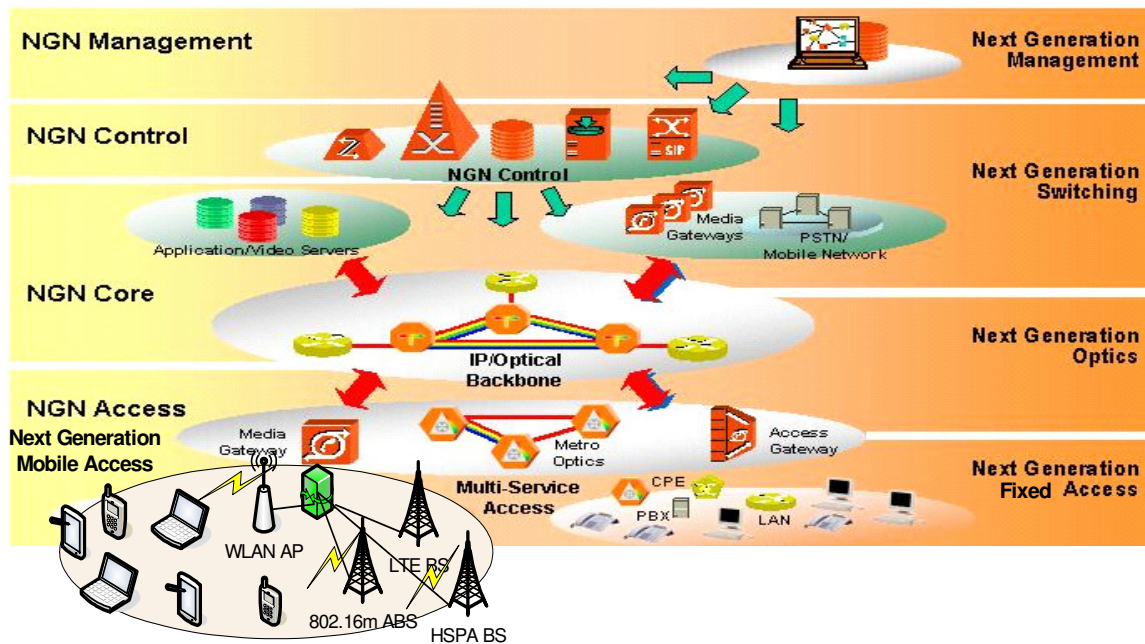 NGN Management
Next Generation
Management
NGN Control
SIP
NGN Control
Next Generation
Switching
Application/Video Servers
Media
Gateways
PSTN/
Mobile Network
NGN Core
IP/Optical
Backbone
Next Generation
Optics
NGN Access
Next Generation
Mobile Access
Media
Gateway
Metro
Optics
Access
Gateway
Multi-Service
Access
Next Generation
Fixed Access
CPE
PBX
LAN
WLAN AP
LTE BS
802.16m ABS
HSPA BS